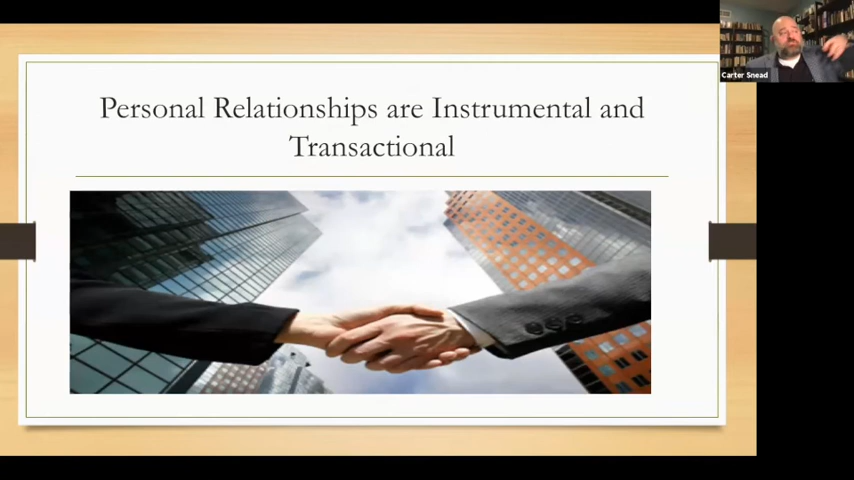 Personal Relationships are Instrumental and
Transactional
Carter Snead